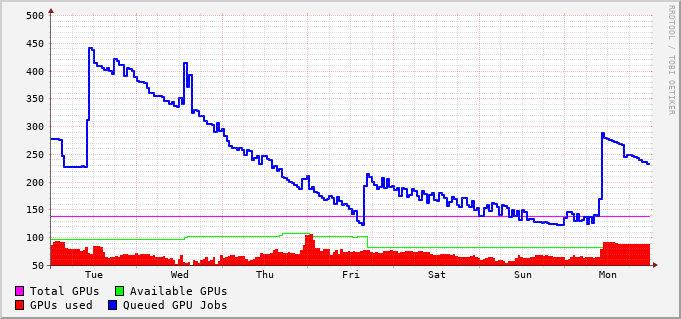 500
450
400
350
300
250
200
150
100
50
Tue Wed Thu Fri Sat Sun Mon
Total GPUs Available GPUs
GPUs used Queued GPU Jobs
RRDTOOL / TOBI OETIKER